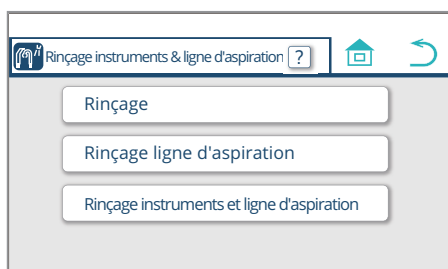 Rinçage instruments & ligne d'aspiration ?
Rinçage
Rinçage ligne d'aspiration
Rinçage instruments et ligne d'aspiration